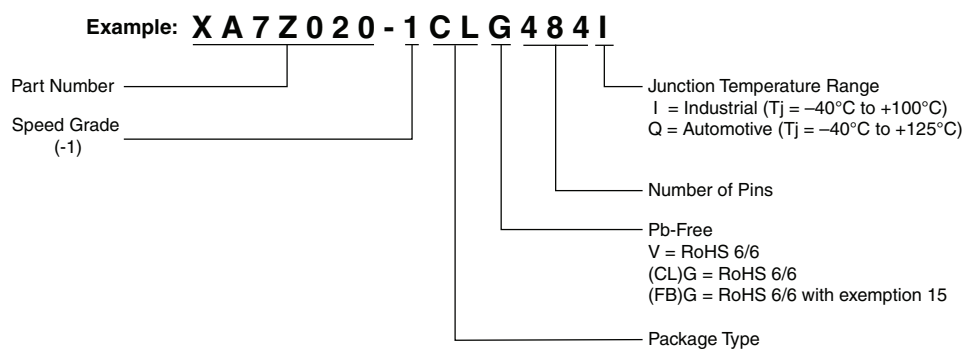 Example: XA7Z020-1CLG484I
Part Number
Speed Grade
(-1)
Junction Temperature Range
I = Industrial (Tj = –40°C to +100°C)
Q = Automotive (Tj = –40°C to +125°C)
Number of Pins
Pb-Free
V = RoHS 6/6
(CL)G = RoHS 6/6
(FB)G = RoHS 6/6 with exemption 15
Package Type